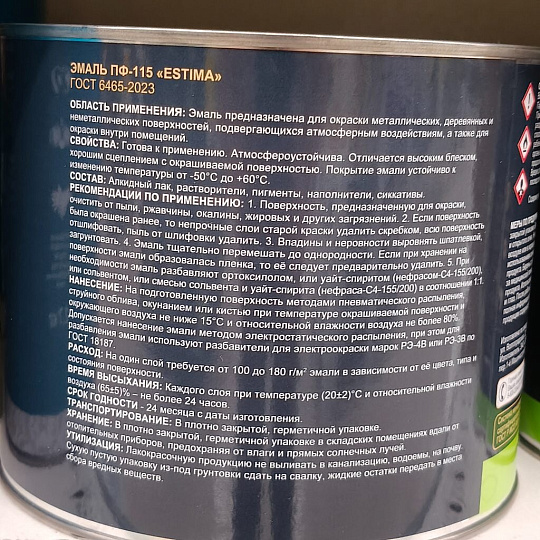 ЭМАЛЬ ПФ-115 «ESTIMA»
ГОСТ 6465-2023
ОБЛАСТЬ ПРИМЕНЕНИЯ: Эмаль предназначена для окраски металлических, деревянных и
неметаллических поверхностей, подвергающихся атмосферным воздействиям, а также для
окраски внутри помещений.
СВОЙСТВА: Готова к применению. Атмосфероустойчива. Отличается высоким блеском,
хорошим сцеплением с окрашиваемой поверхностью. Покрытие эмали устойчиво к
изменению температуры от -50°С до +60°С.
СОСТАВ: Алкидный лак, растворители, пигменты, наполнители, сиккативы.
РЕКОМЕНДАЦИИ ПО ПРИМЕНЕНИЮ: 1. Поверхность, предназначенную для окраски,
очистить от пыли, ржавчины, окалины, жировых и других загрязнений. 2. Если поверхность
была окрашена ранее, то непрочные слои старой краски удалить скребком, всю поверхность
отшлифовать, пыль от шлифовки удалить. 3. Впадины и неровности выровнять шпатлевкой,
загрунтовать. 4. Эмаль тщательно перемешать до однородности. Если при хранении на
поверхности эмали образовалась пленка, то её следует предварительно удалить. 5. При
необходимости эмаль разбавляют ортоксилолом, или уайт-спиритом (нефрасом-С4-155/200),
или сольвентом, или смесью сольвента и уайт-спирита (нефраса-С4-155/200) в соотношении 1:1.
НАНЕСЕНИЕ: На подготовленную поверхность методами пневматического распыления,
струйного облива, окунанием или кистью при температуре окрашиваемой поверхности и
окружающего воздуха не ниже 15°С и относительной влажности воздуха не более 80%.
Допускается нанесение эмали методом электростатического распыления, при этом для
разбавления эмали используют разбавители для электроокраски марок РЭ-4В или РЭ-3В по
ГОСТ 18187.
РАСХОД: На один слой требуется от 100 до 180 г/м² эмали в зависимости от её цвета, типа и
состояния поверхности.
ВРЕМЯ ВЫСЫХАНИЯ: Каждого слоя при температуре (20±2)°С и относительной влажности
воздуха (65±5)% – не более 24 часов.
СРОК ГОДНОСТИ - 24 месяца с даты изготовления.
ТРАНСПОРТИРОВАНИЕ: В плотно закрытой, герметичной упаковке.
ХРАНЕНИЕ: В плотно закрытой, герметичной упаковке в складских помещениях вдали от
отопительных приборов, предохраняя от влаги и прямых солнечных лучей.
УТИЛИЗАЦИЯ: Лакокрасочную продукцию не выливать в канализацию, водоемы, на почву.
Сухую пустую упаковку из-под грунтовки сдать на свалку, жидкие остатки передать в места
сбора вредных веществ.